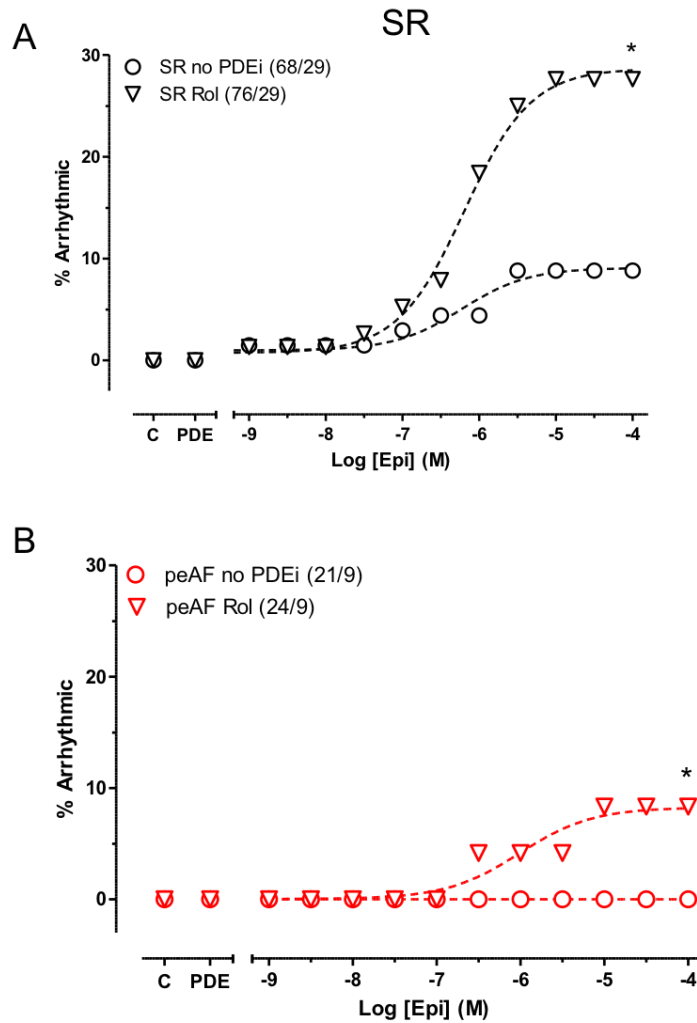 SR
A
30
20
10
0
% Arrhythmic
SR no PDEi (68/29)
SR Rol (76/29)
*
C PDE -9 -8 -7 -6 -5 -4
Log [Epi] (M)
B
30
20
10
0
% Arrhythmic
peAF no PDEi (21/9)
peAF Rol (24/9)
*
C PDE -9 -8 -7 -6 -5 -4
Log [Epi] (M)